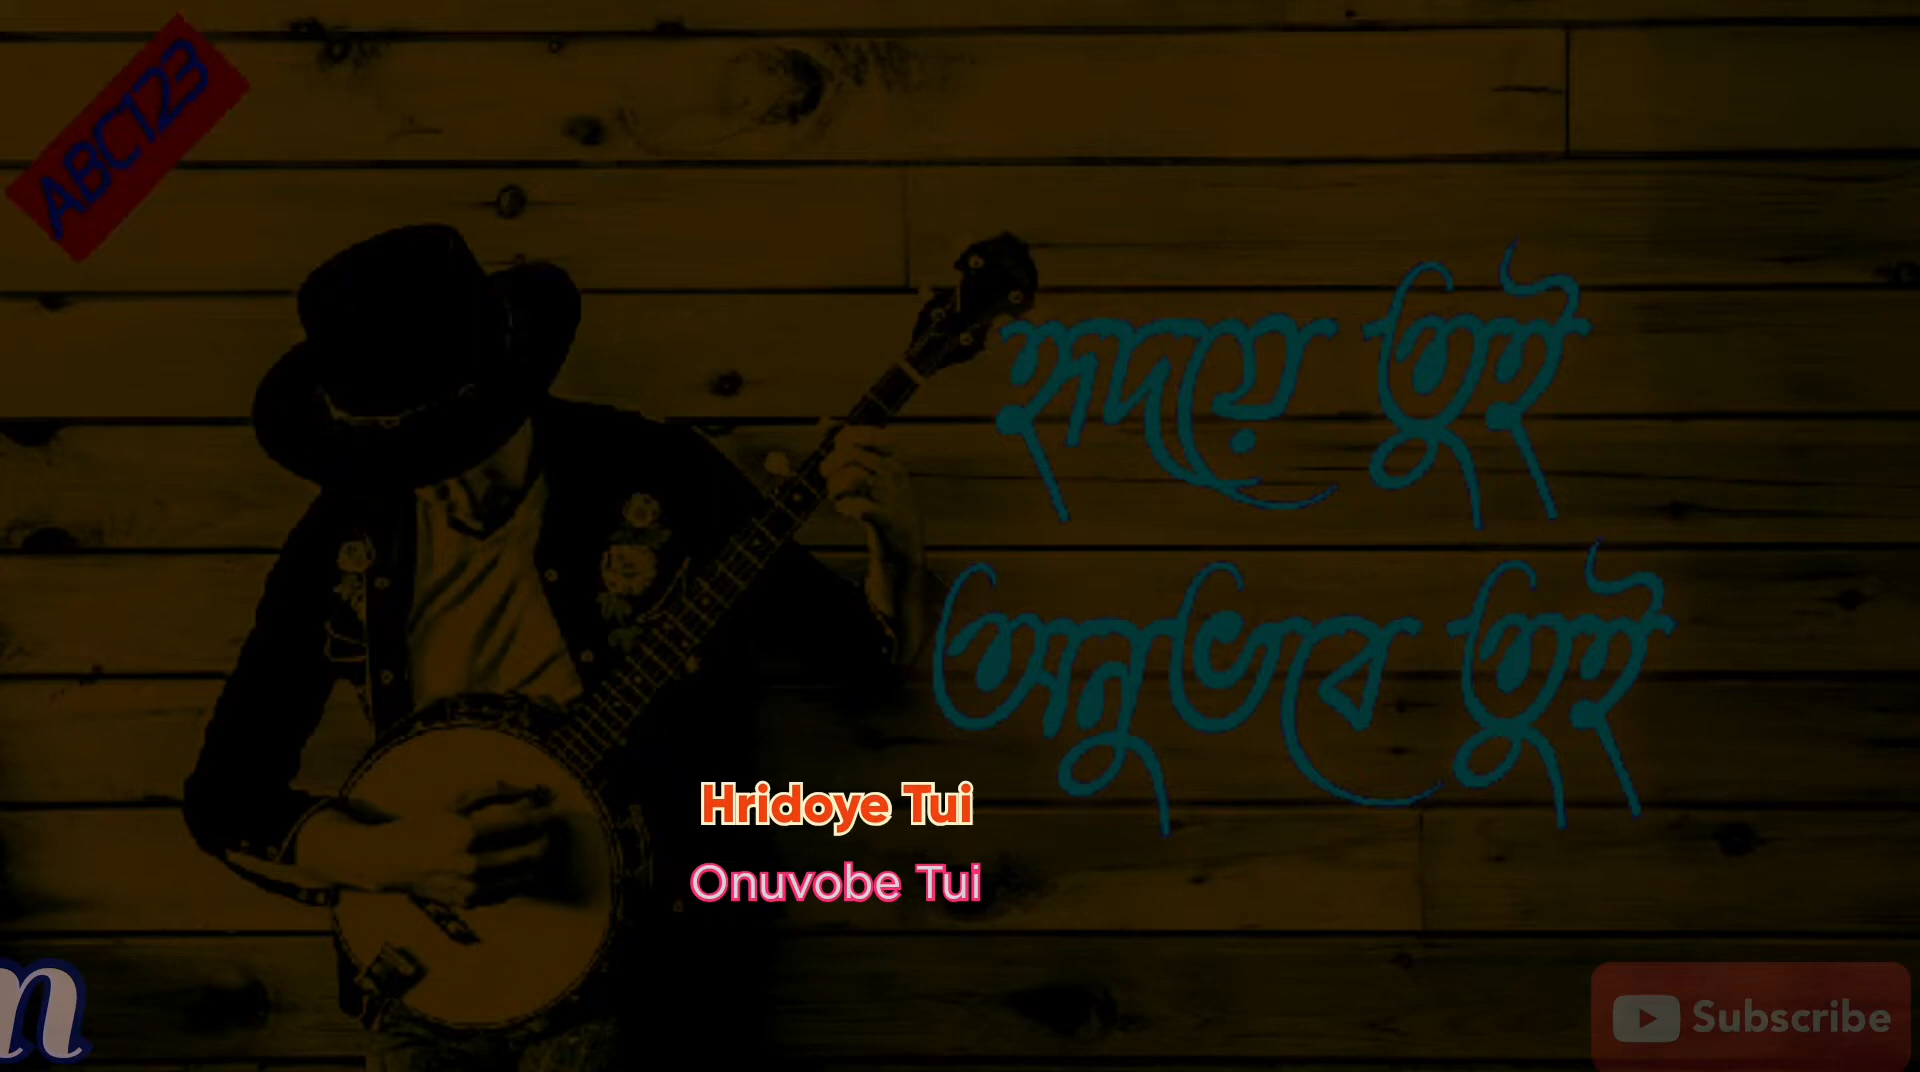 ABC123
হৃদয়ে তুই
অনুভবে তুই
Hridoye Tui
Onuvobe Tui
n
Subscribe